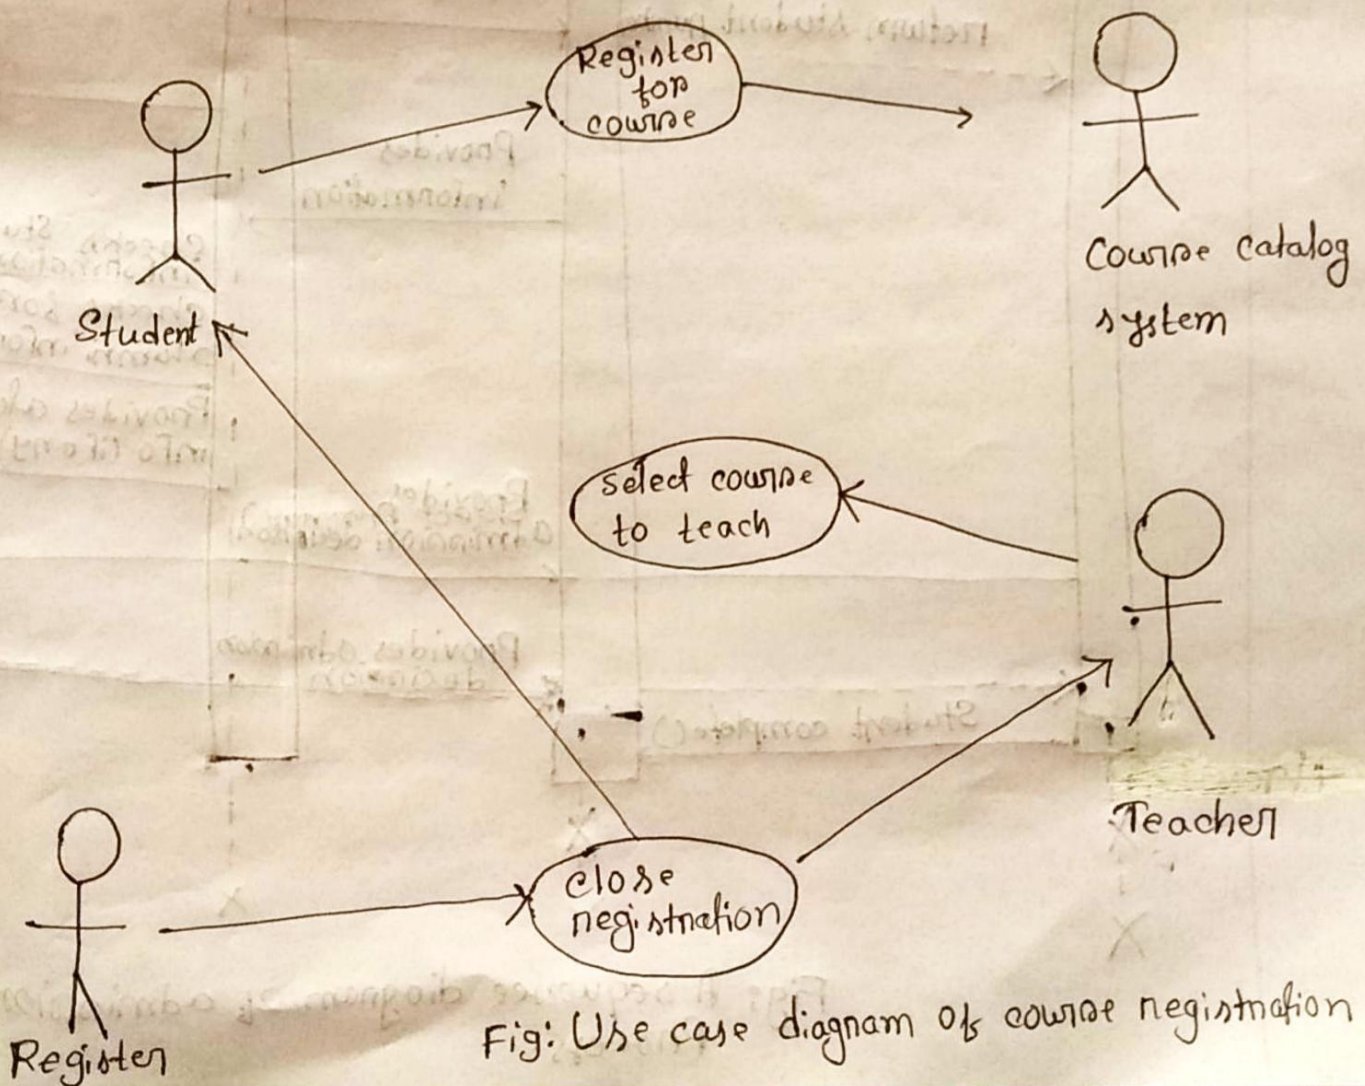 Register
for
course
Student
Course catalog
system
select course
to teach
Teacher
close
registration
Register
Fig: Use case diagram of course registration